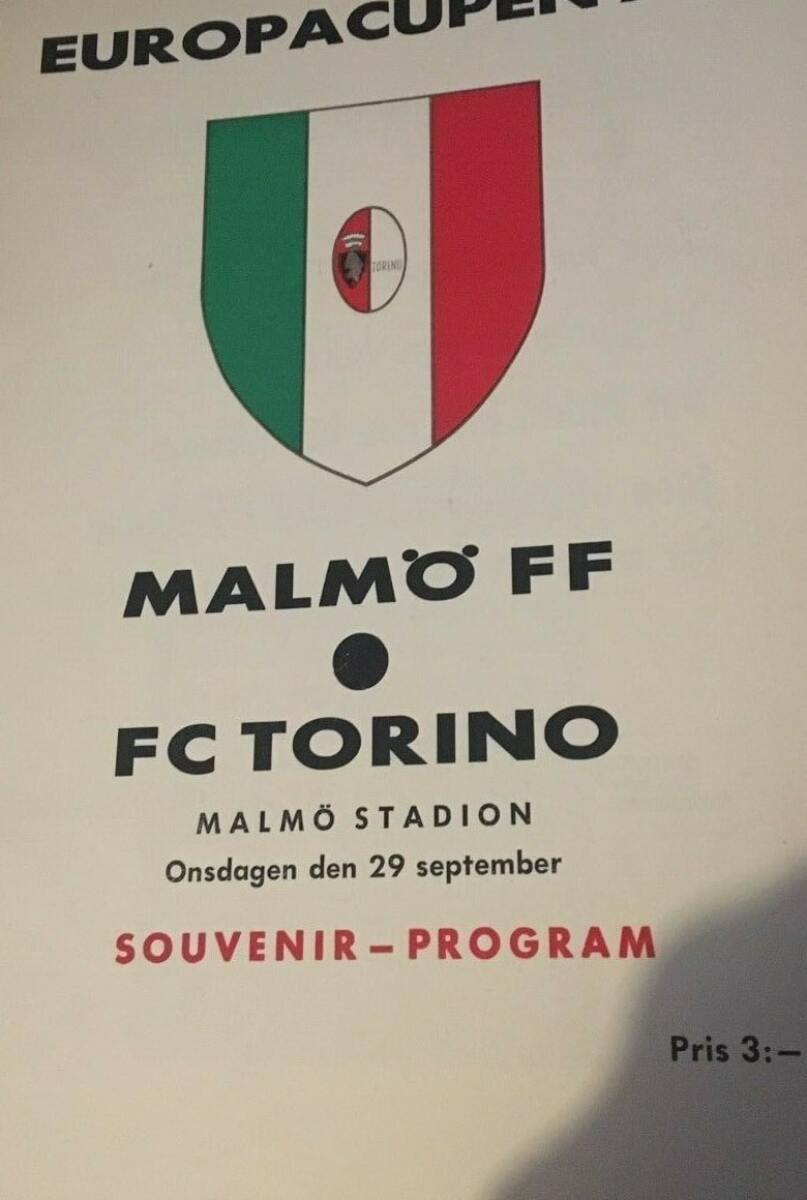 EUROPACUPEN
TORINO
MALMÖ FF
FC TORINO
MALMÖ STADION
Onsdagen den 29 september
SOUVENIR – PROGRAM
Pris 3:–